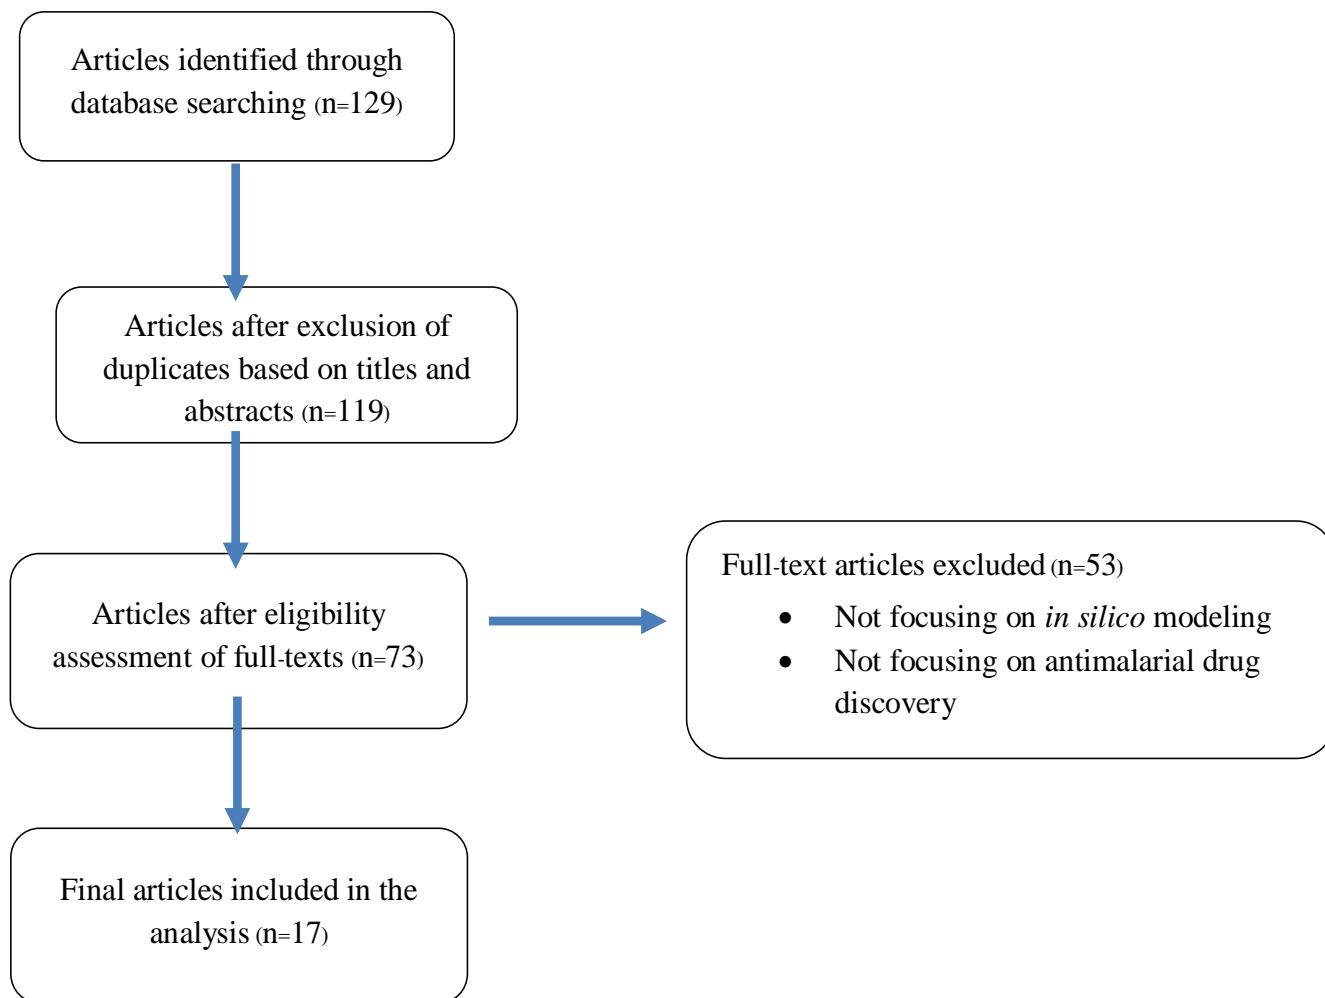 Articles identified through
database searching (n=129)
Articles after exclusion of
duplicates based on titles and
abstracts (n=119)
Articles after eligibility
assessment of full-texts (n=73)
Full-text articles excluded (n=53)
• Not focusing on in silico modeling
• Not focusing on antimalarial drug
discovery
Final articles included in the
analysis (n=17)